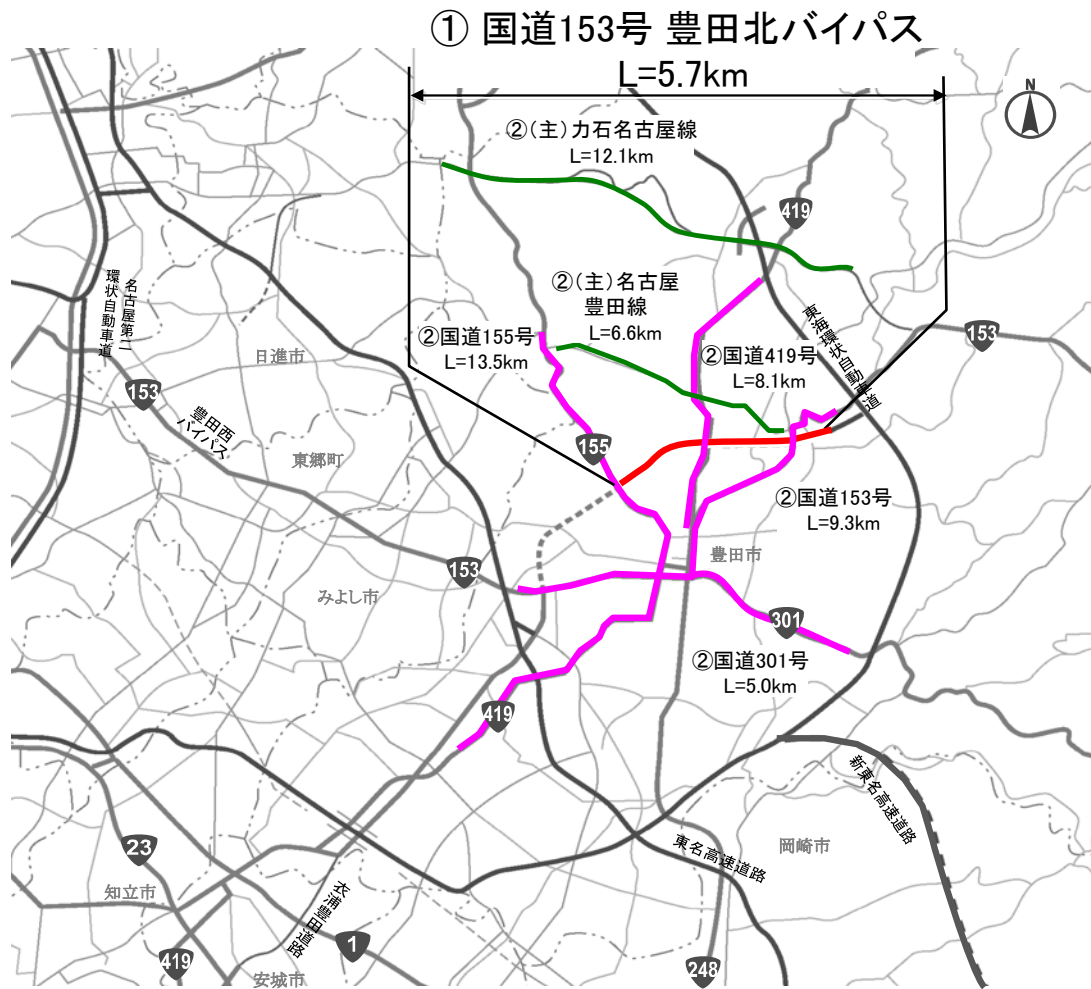 ① 国道153号 豊田北バイパス
L=5.7km
N
②(主)力石名古屋線
L=12.1km
419
②(主)名古屋
豊田線
L=6.6km
名古屋第二
環状自動車道
東海環状自動車道
153
②国道155号
L=13.5km
②国道419号
L=8.1km
日進市
153
豊田西
バイパス
155
東郷町
②国道153号
L=9.3km
豊田市
153
みよし市
301
②国道301号
L=5.0km
419
新東名高速道路
23
東名高速道路
岡崎市
知立市
衣浦豊田道路
1
419
248
安城市